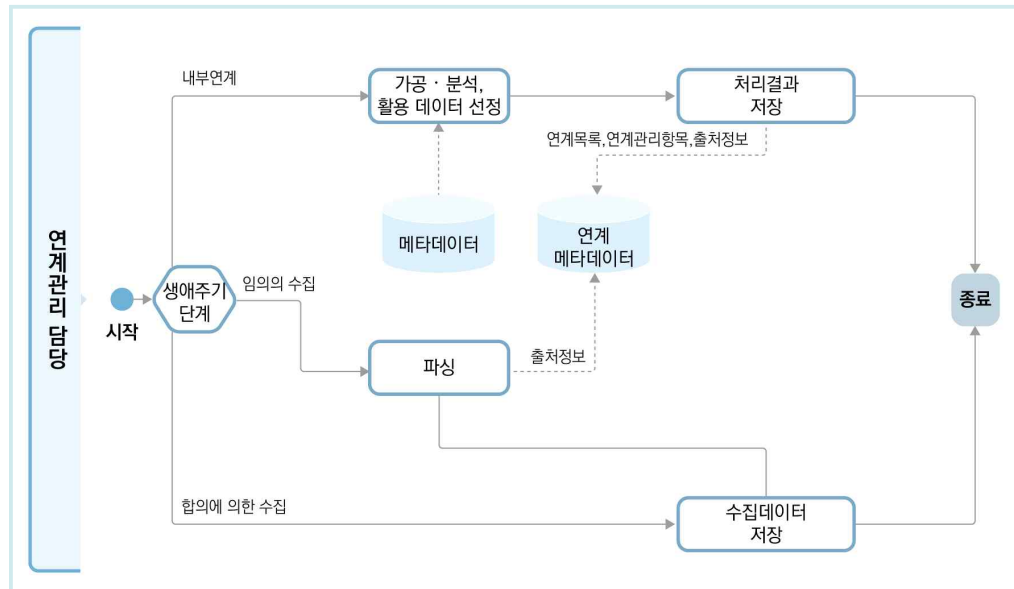 연계관리 담당
시작
생애주기
단계
내부연계
임의의 수집
합의에 의한 수집
가공 · 분석,
활용 데이터 선정
처리결과
저장
연계목록,연계관리항목,출처정보
메타데이터
연계
메타데이터
파싱
출처정보
수집데이터
저장
종료